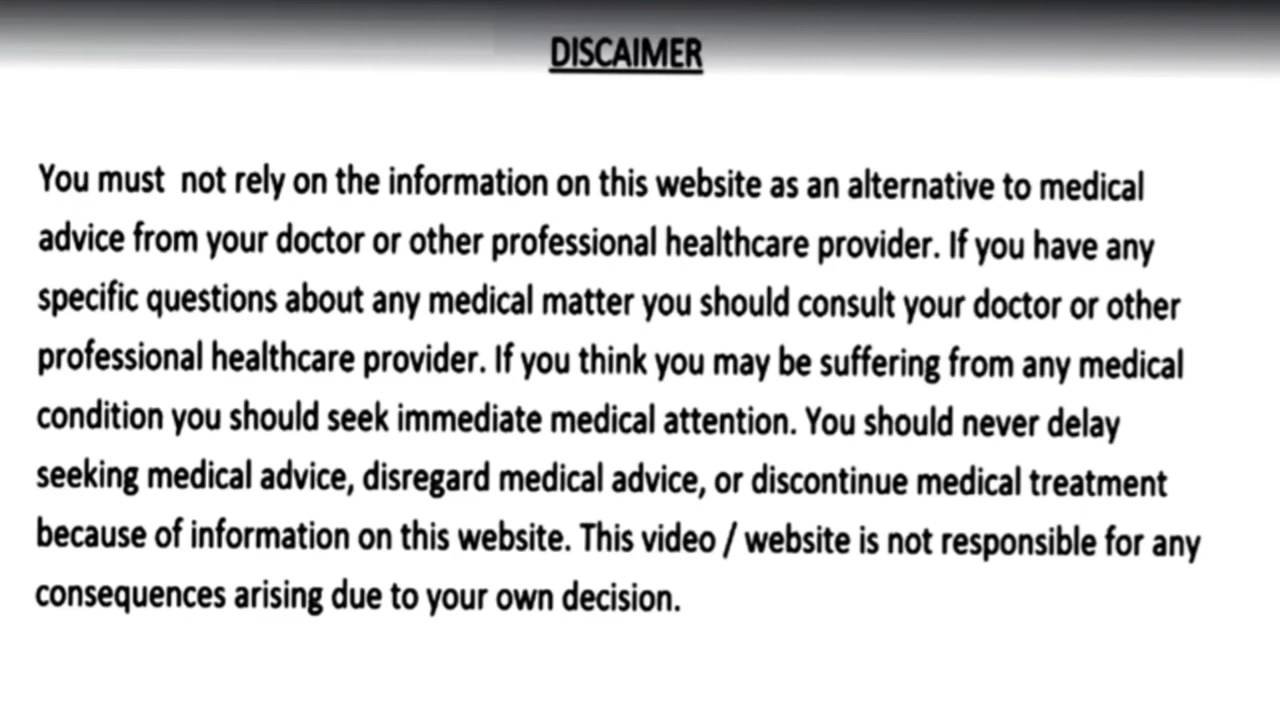 DISCAIMER
You must  not rely on the information on this website as an alternative to medical
advice from your doctor or other professional healthcare provider. If you have any
specific questions about any medical matter you should consult your doctor or other
professional healthcare provider. If you think you may be suffering from any medical
condition you should seek immediate medical attention. You should never delay
seeking medical advice, disregard medical advice, or discontinue medical treatment
because of information on this website. This video / website is not responsible for any
consequences arising due to your own decision.